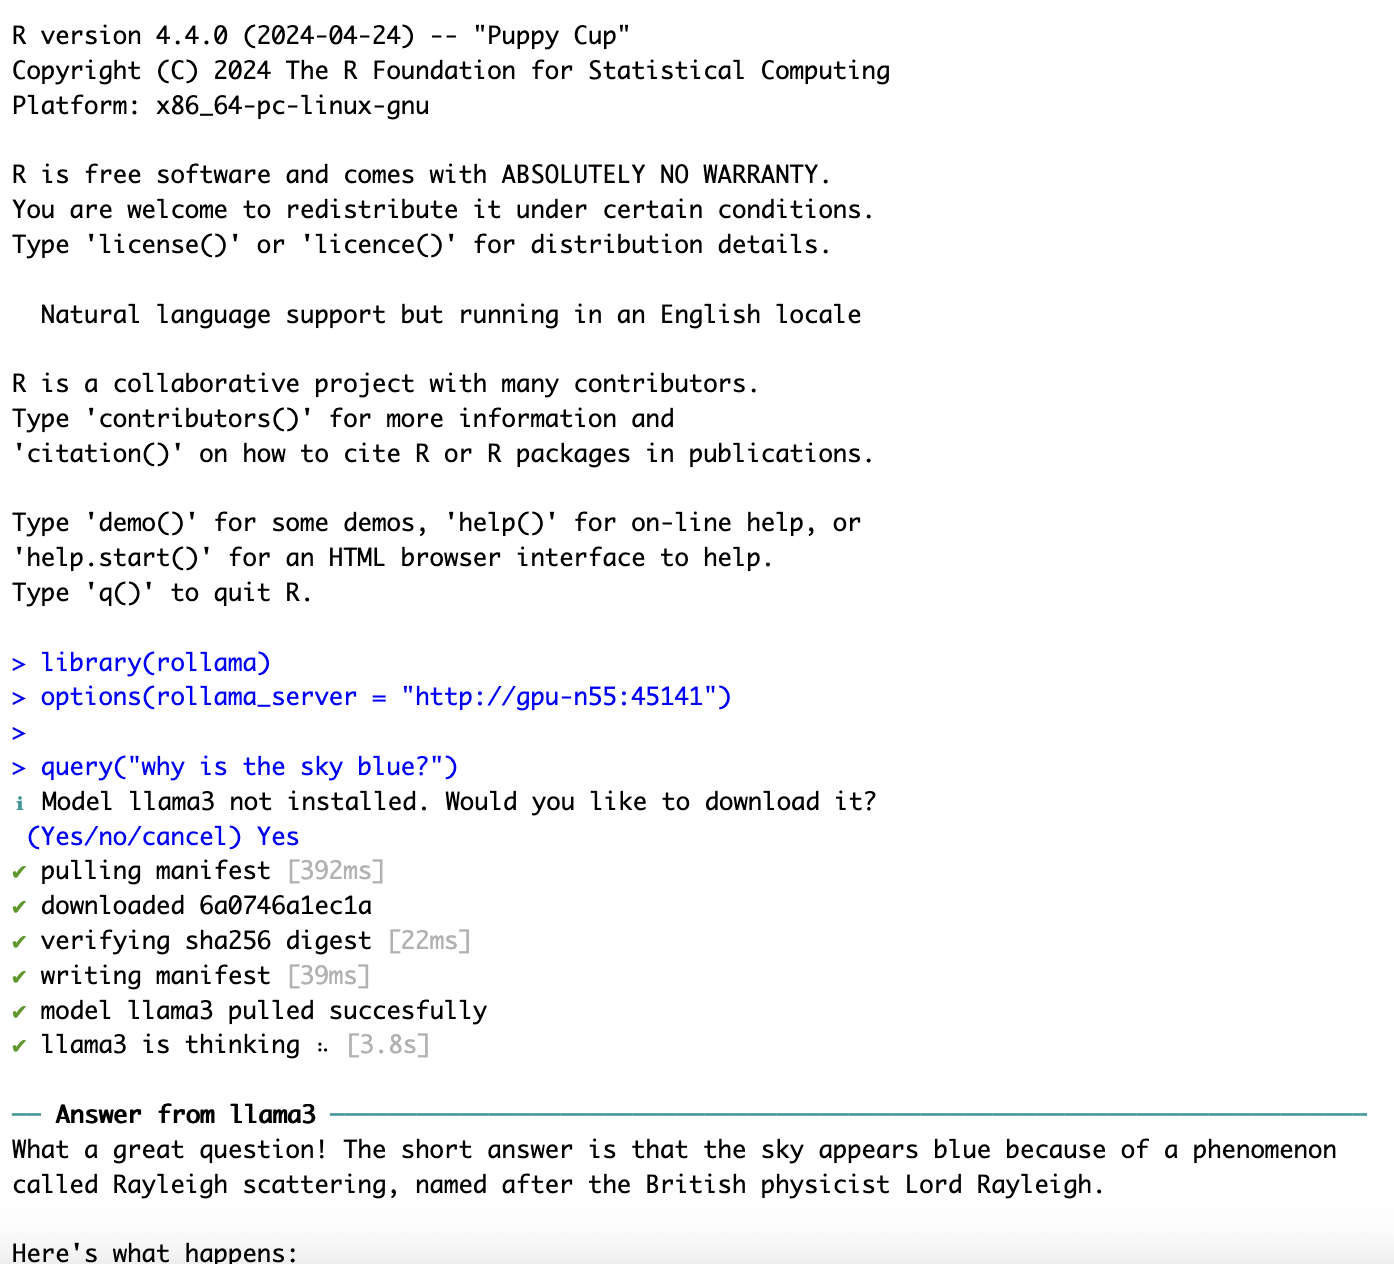 R version 4.4.0 (2024-04-24) -- "Puppy Cup"
Copyright (C) 2024 The R Foundation for Statistical Computing
Platform: x86_64-pc-linux-gnu
R is free software and comes with ABSOLUTELY NO WARRANTY.
You are welcome to redistribute it under certain conditions.
Type 'license()' or 'licence()' for distribution details.
Natural language support but running in an English locale
R is a collaborative project with many contributors.
Type 'contributors()' for more information and
'citation()' on how to cite R or R packages in publications.
Type 'demo()' for some demos, 'help()' for on-line help, or
'help.start()' for an HTML browser interface to help.
Type 'q()' to quit R.
> library(rollama)
> options(rollama_server = "http://gpu-n55:45141")
>
> query("why is the sky blue?")
ℹ Model llama3 not installed. Would you like to download it?
(Yes/no/cancel) Yes
✔ pulling manifest [392ms]
✔ downloaded 6a0746a1ec1a
✔ verifying sha256 digest [22ms]
✔ writing manifest [39ms]
✔ model llama3 pulled succesfully
✔ llama3 is thinking ⠦ [3.8s]
── Answer from llama3 ──
What a great question! The short answer is that the sky appears blue because of a phenomenon
called Rayleigh scattering, named after the British physicist Lord Rayleigh.
Here's what happens: